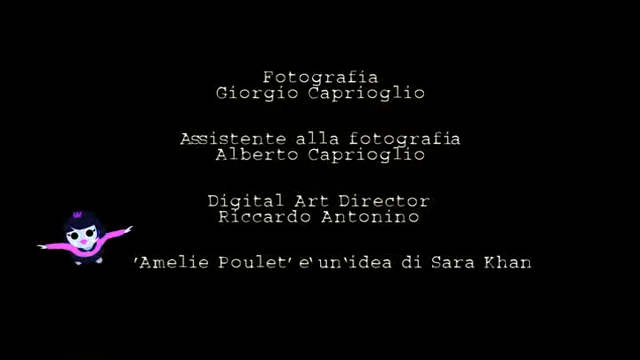 Fotografia
Giorgio Caprioglio
Assistente alla fotografia
Alberto Caprioglio
Digital Art Director
Riccardo Antonino
'Amelie Poulet' e' un'idea di Sara Khan